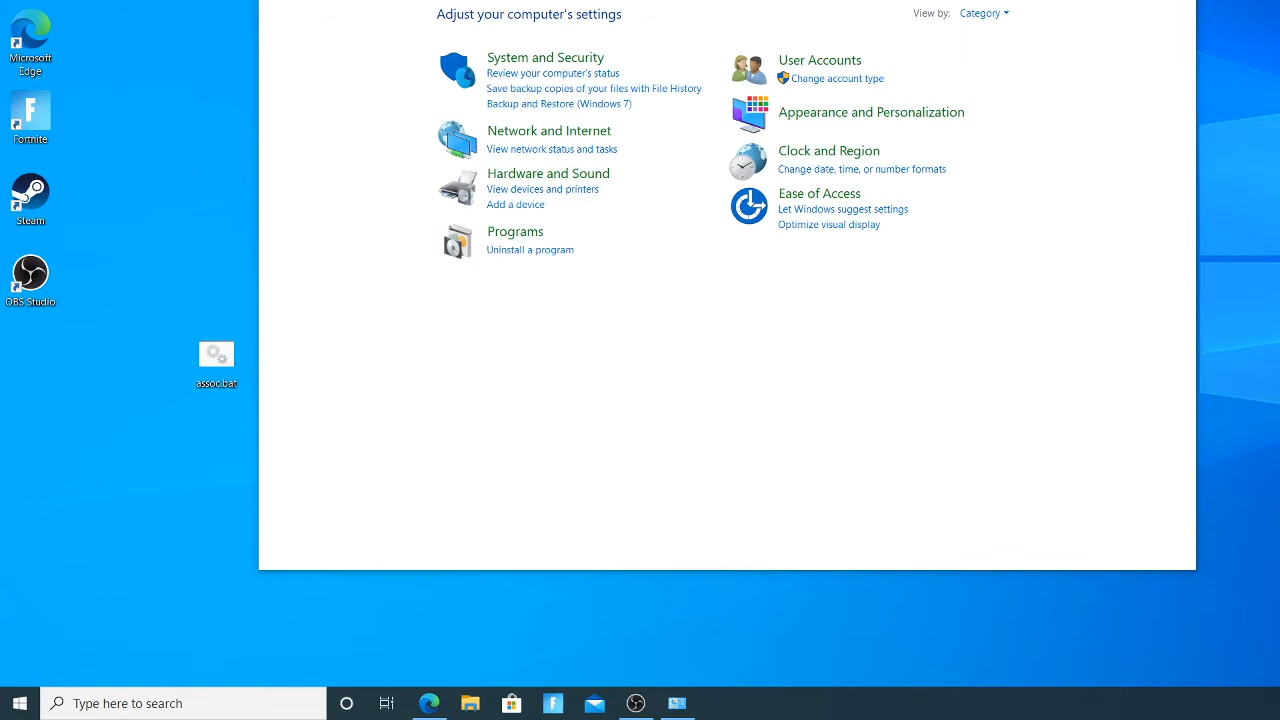 Adjust your computer's settings
View by: Category
System and Security
Review your computer's status
Save backup copies of your files with File History
Backup and Restore (Windows 7)
Network and Internet
View network status and tasks
Hardware and Sound
View devices and printers
Add a device
Programs
Uninstall a program
User Accounts
Change account type
Appearance and Personalization
Clock and Region
Change date, time, or number formats
Ease of Access
Let Windows suggest settings
Optimize visual display
Microsoft
Edge
Fortnite
Steam
OBS Studio
assoc.bat
Type here to search